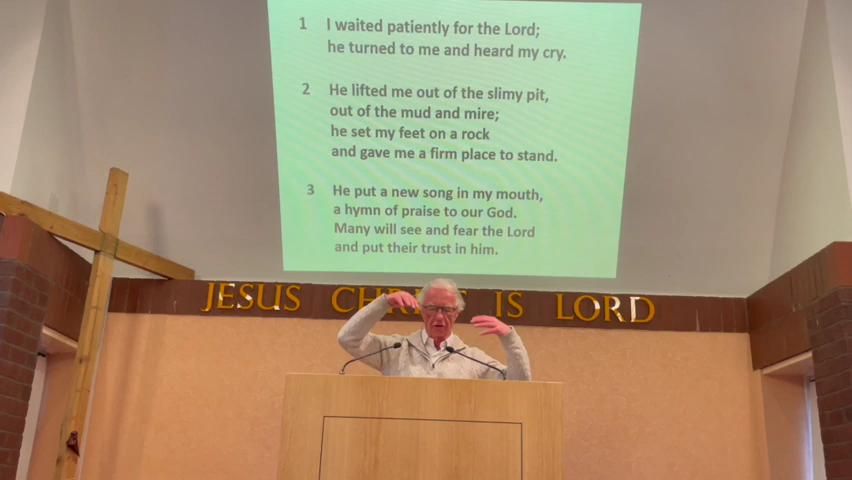 1 I waited patiently for the Lord;
he turned to me and heard my cry.
2 He lifted me out of the slimy pit,
out of the mud and mire;
he set my feet on a rock
and gave me a firm place to stand.
3 He put a new song in my mouth,
a hymn of praise to our God.
Many will see and fear the Lord
and put their trust in him.
JESUS CHRIST IS LORD